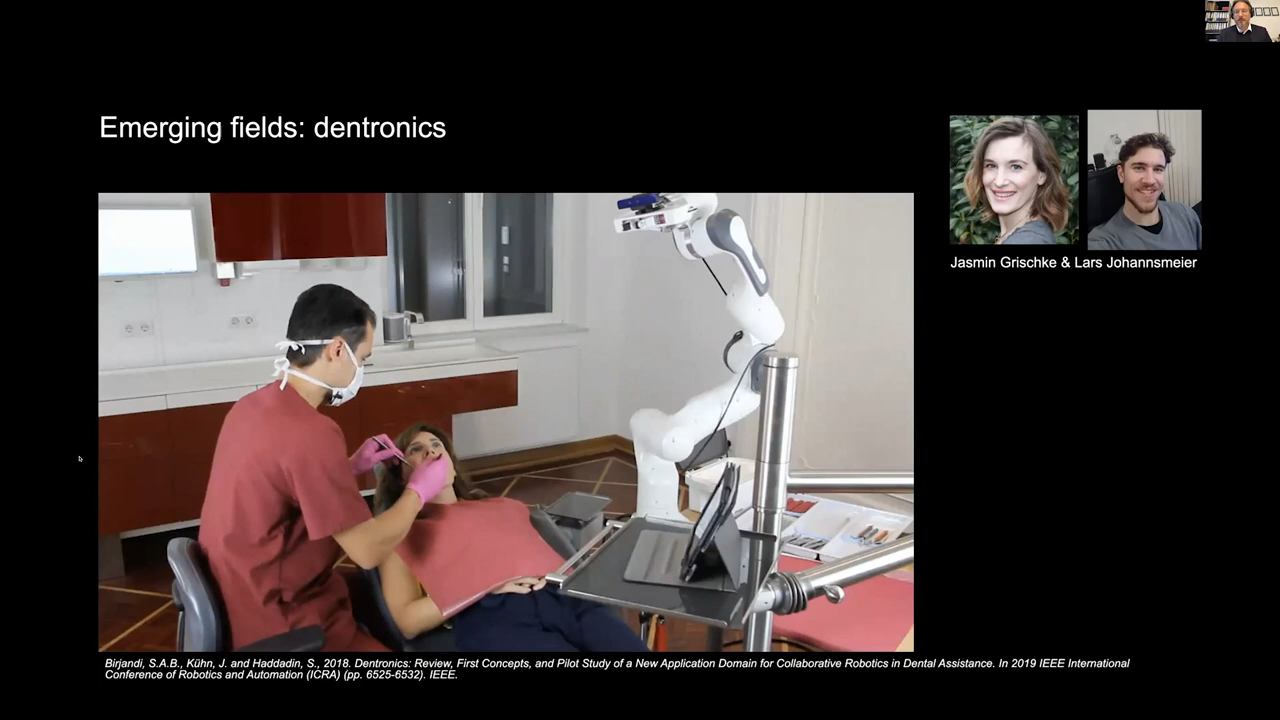 Emerging fields: dentronics
Jasmin Grischke & Lars Johannsmeier
Birjandi, S.A.B., Kühn, J. and Haddadin, S., 2018. Dentronics: Review, First Concepts, and Pilot Study of a New Application Domain for Collaborative Robotics in Dental Assistance. In 2019 IEEE International
Conference of Robotics and Automation (ICRA) (pp. 6525-6532). IEEE.